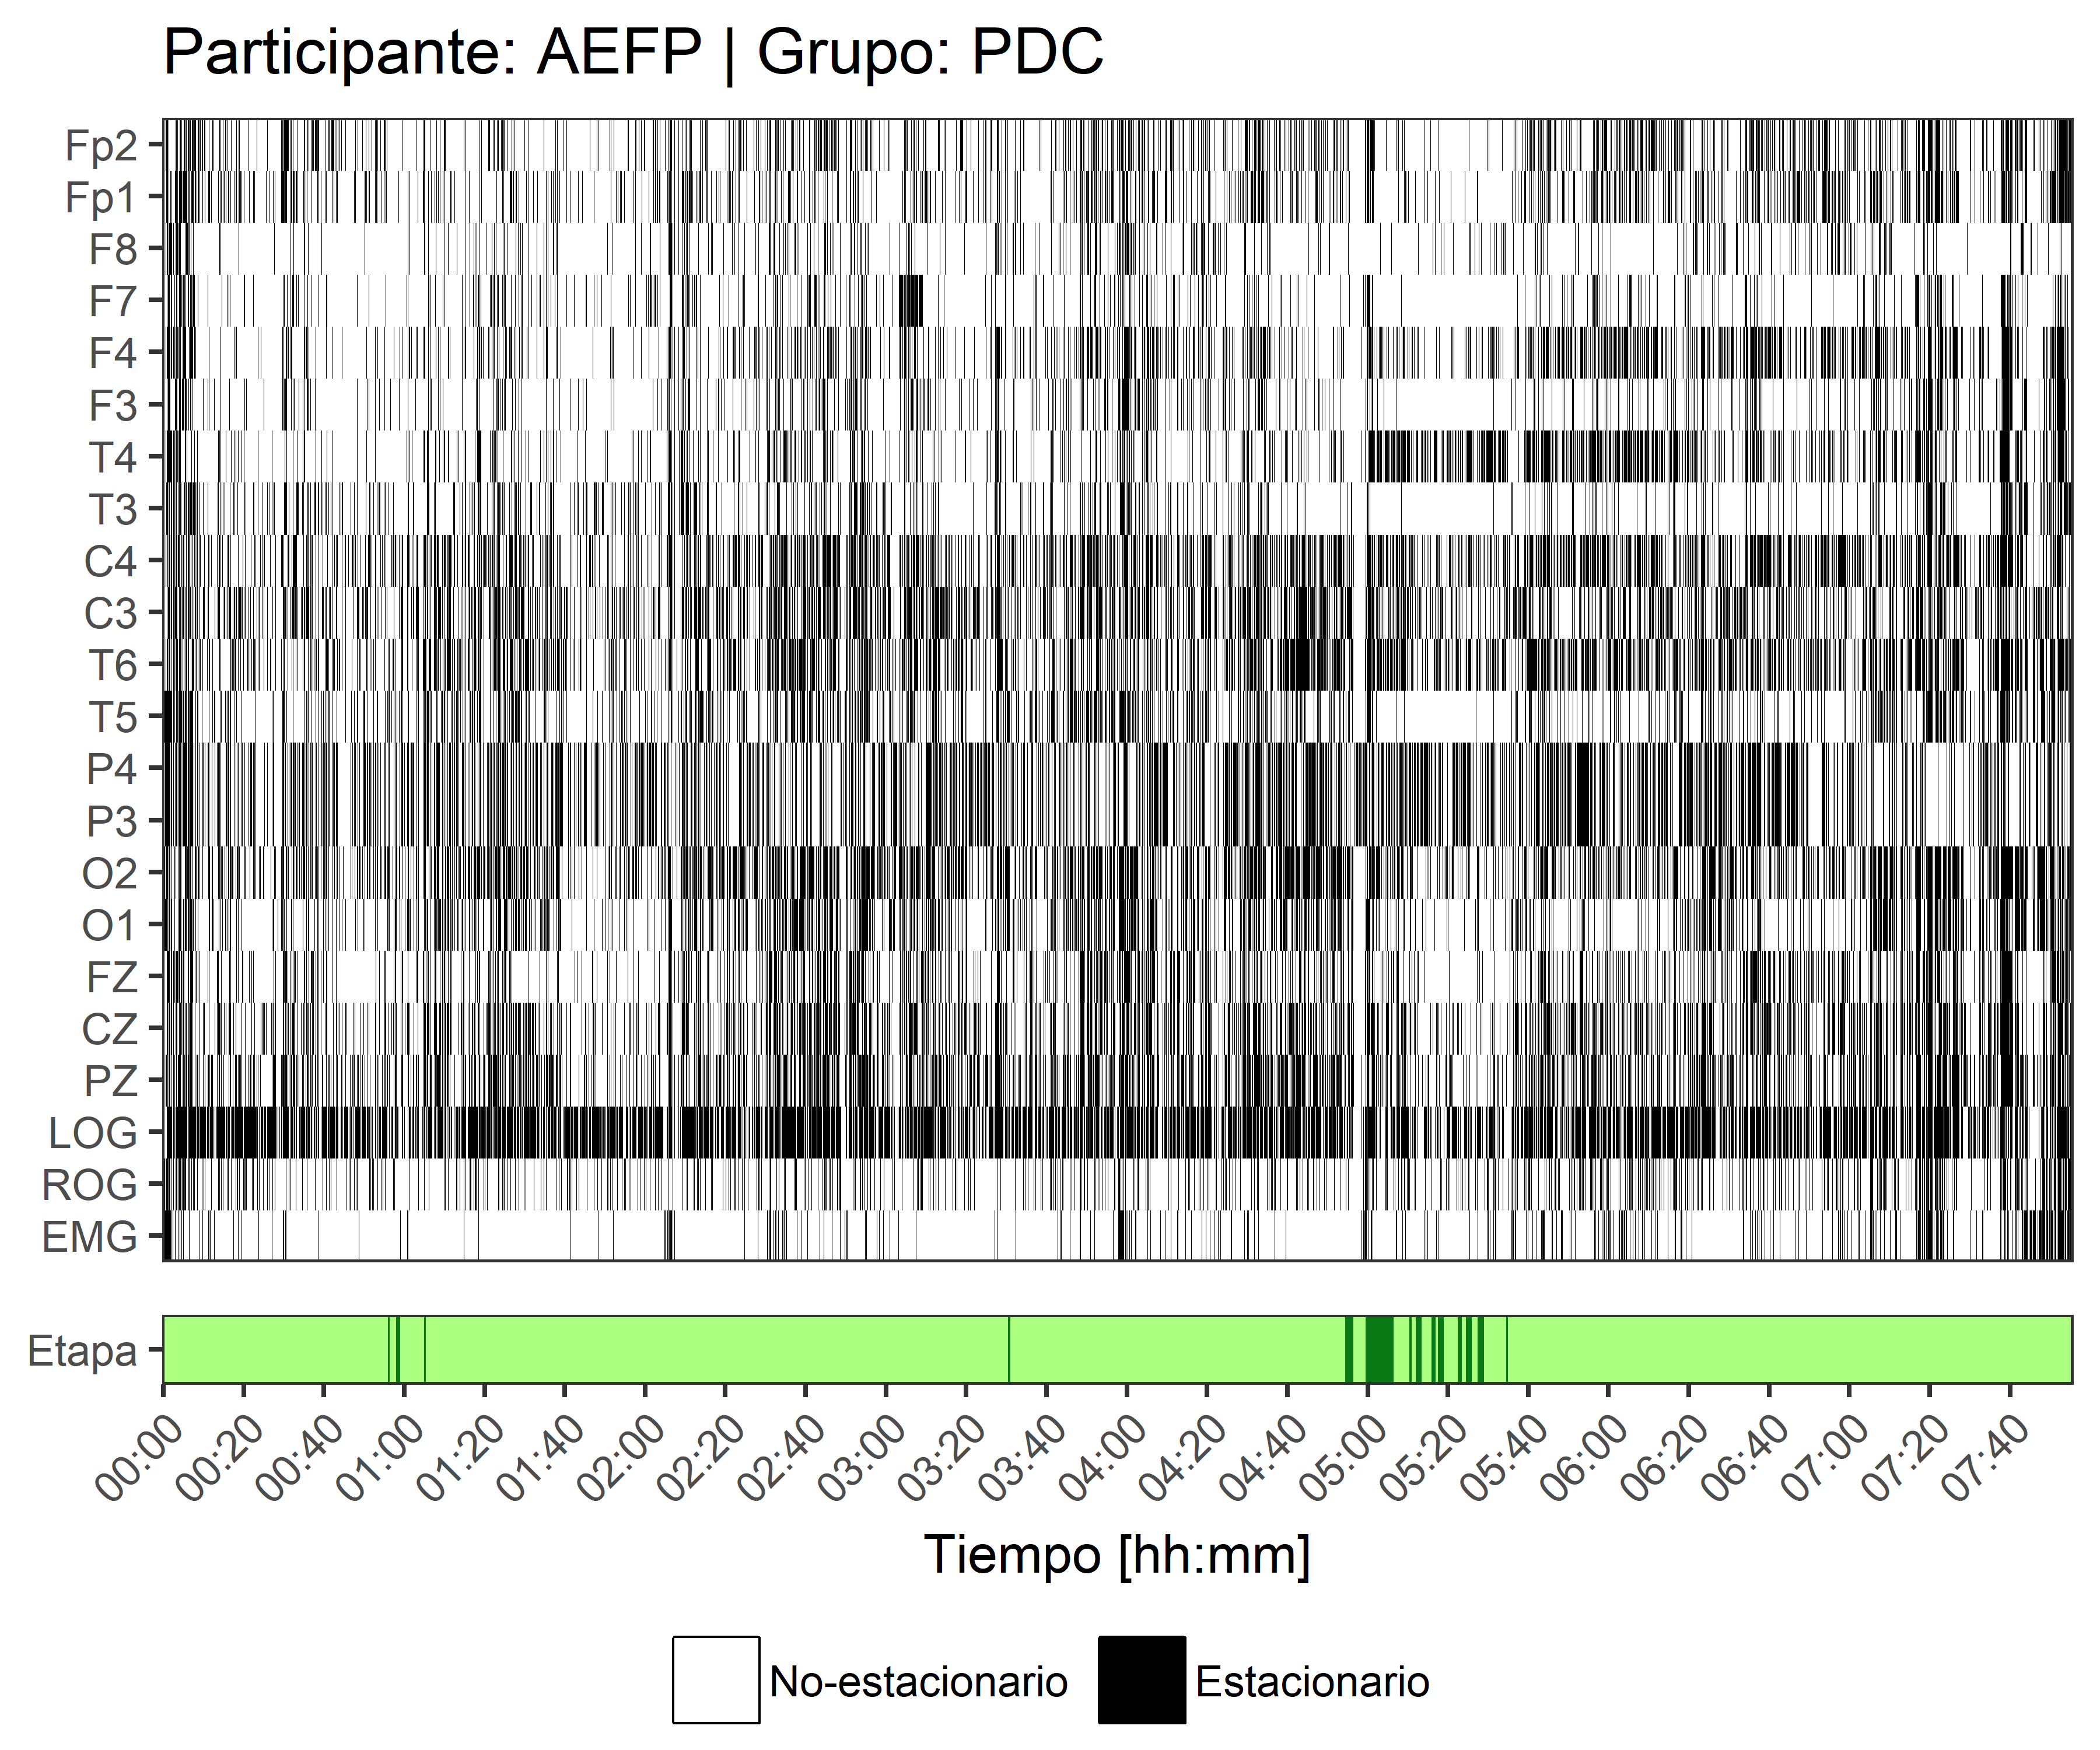 Participante: AEFP | Grupo: PDC
Fp2
Fp1
F8
F7
F4
F3
T4
T3
C4
C3
T6
T5
P4
P3
O2
O1
FZ
CZ
PZ
LOG
ROG
EMG
Etapa
00:00
00:20
00:40
01:00
01:20
01:40
02:00
02:20
02:40
03:00
03:20
03:40
04:00
04:20
04:40
05:00
05:20
05:40
06:00
06:20
06:40
07:00
07:20
07:40
Tiempo [hh:mm]
No-estacionario
Estacionario